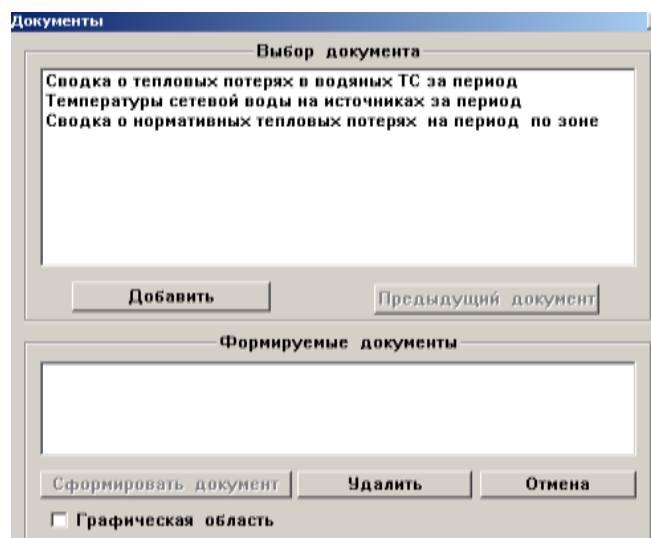 Документы
Выбор документа
Сводка о тепловых потерях в водяных ТС за период
Температуры сетевой воды на источниках за период
Сводка о нормативных тепловых потерях на период по зоне
Добавить
Предыдущий документ
Формируемые документы
Сформировать документ
Удалить
Отмена
Графическая область